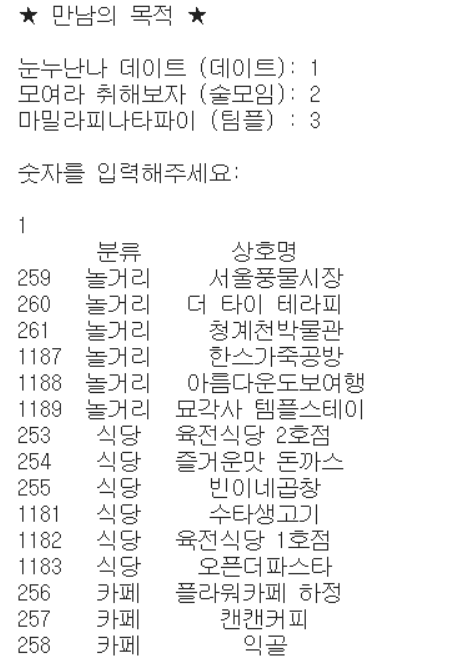 ★ 만남의 목적 ★
눈누난나 데이트 (데이트): 1
모여라 취해보자 (술모임): 2
마밀라피나타파이 (팀플) : 3
숫자를 입력해주세요:
1
분류 상호명
259 놀거리 서울풍물시장
260 놀거리 더 타이 테라피
261 놀거리 청계천박물관
1187 놀거리 한스가죽공방
1188 놀거리 아름다운도보여행
1189 놀거리 묘각사 템플스테이
253 식당 육전식당 2호점
254 식당 즐거운맛 돈까스
255 식당 빈이네곱창
1181 식당 수타생고기
1182 식당 육전식당 1호점
1183 식당 오픈더파스타
256 카페 플라워카페 하정
257 카페 캔캔커피
258 카페 익골